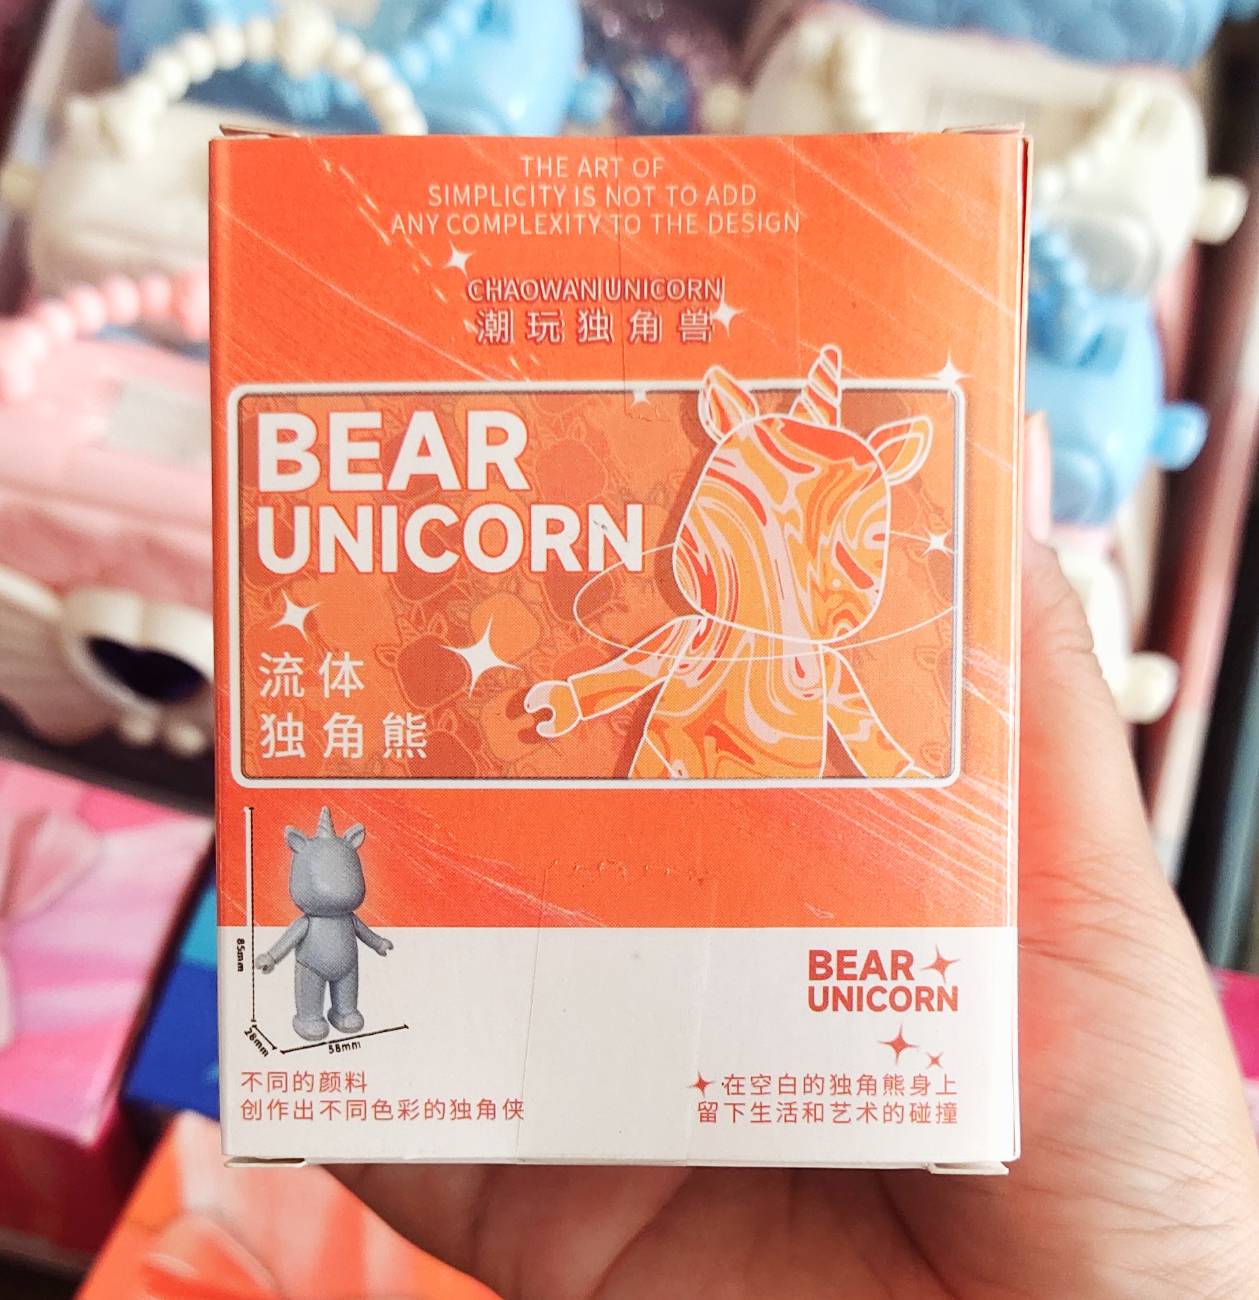 THE ART OF
SIMPLICITY IS NOT TO ADD
ANY COMPLEXITY TO THE DESIGN
CHAOWANUNICORN
潮玩独角兽
BEAR
UNICORN
流体
独角熊
85mm
28mm
58mm
不同的颜料
创作出不同色彩的独角侠
BEAR
UNICORN
在空白的独角熊身上
留下生活和艺术的碰撞